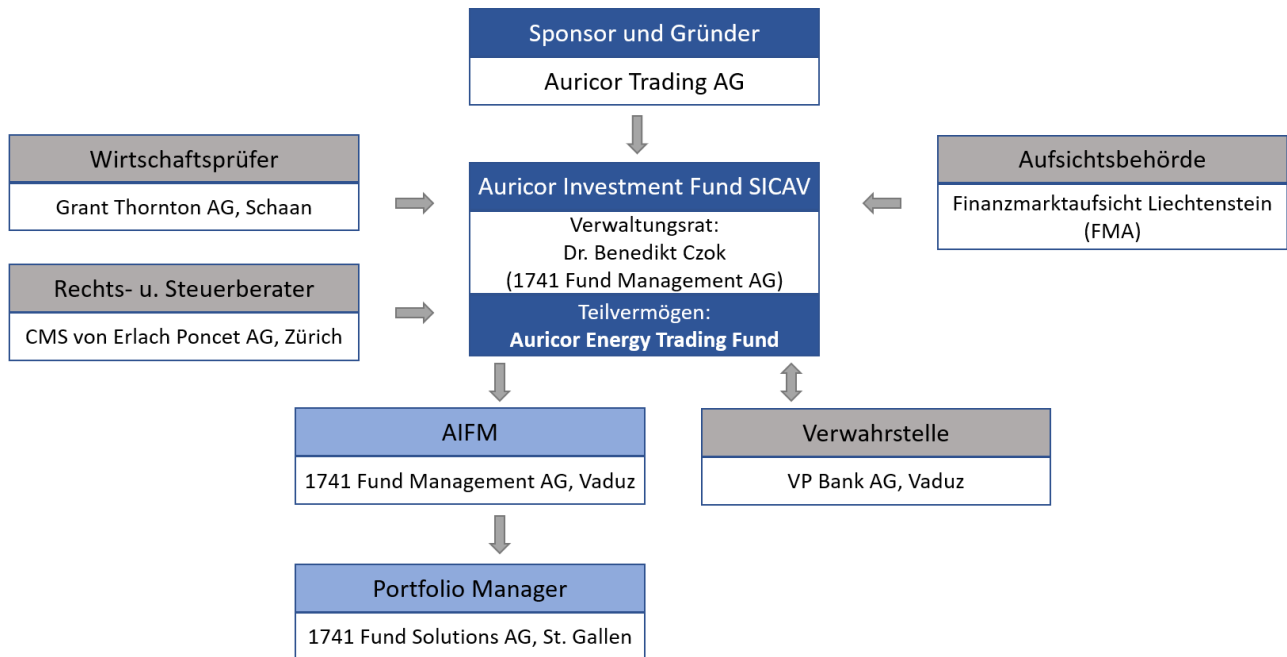 Sponsor und Gründer
Auricor Trading AG
Wirtschaftsprüfer
Grant Thornton AG, Schaan
Rechts- u. Steuerberater
CMS von Erlach Poncet AG, Zürich
Auricor Investment Fund SICAV
Verwaltungsrat:
Dr. Benedikt Czok
(1741 Fund Management AG)
Teilvermögen:
Auricor Energy Trading Fund
Aufsichtsbehörde
Finanzmarktaufsicht Liechtenstein
(FMA)
AIFM
1741 Fund Management AG, Vaduz
Verwahrstelle
VP Bank AG, Vaduz
Portfolio Manager
1741 Fund Solutions AG, St. Gallen